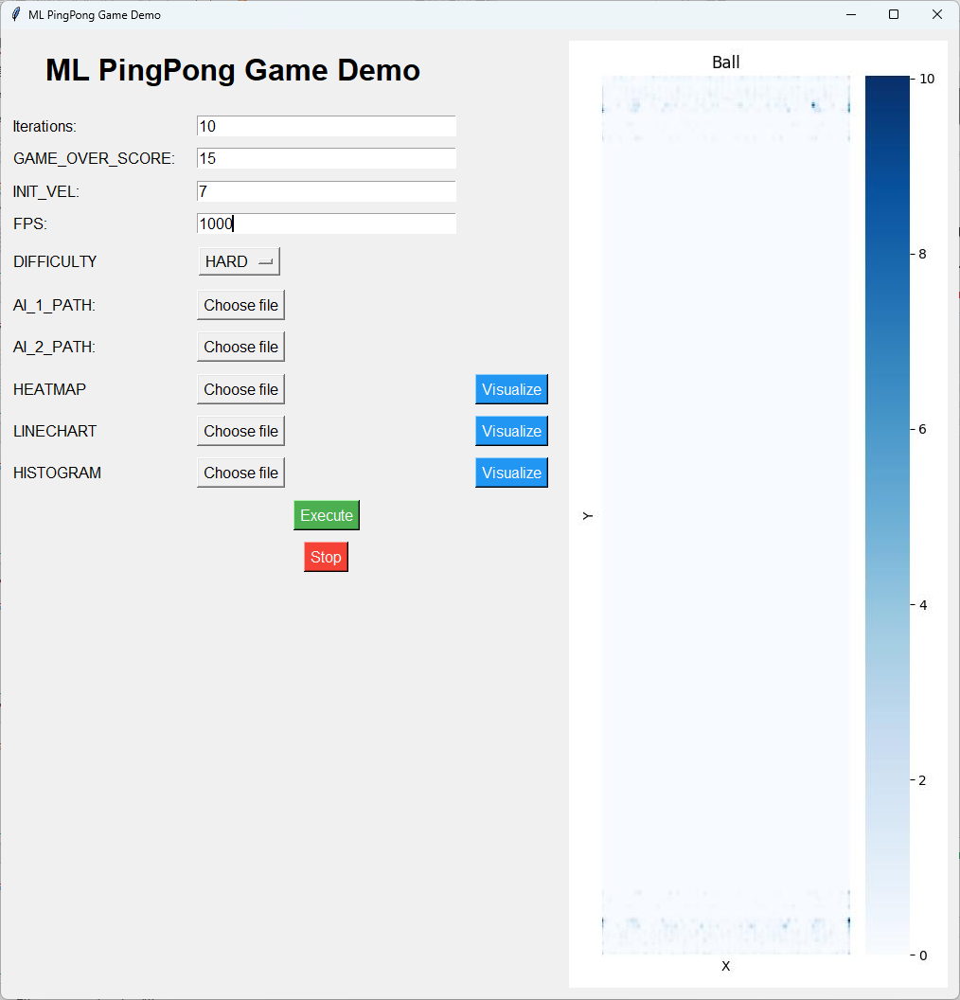 ML PingPong Game Demo
ML PingPong Game Demo
Iterations: 10
GAME_OVER_SCORE: 15
INIT_VEL: 7
FPS: 1000
DIFFICULTY HARD
AI_1_PATH: Choose file
AI_2_PATH: Choose file
HEATMAP Choose file Visualize
LINECHART Choose file Visualize
HISTOGRAM Choose file Visualize
Execute
Stop
Ball
Y
X
10
8
6
4
2
0